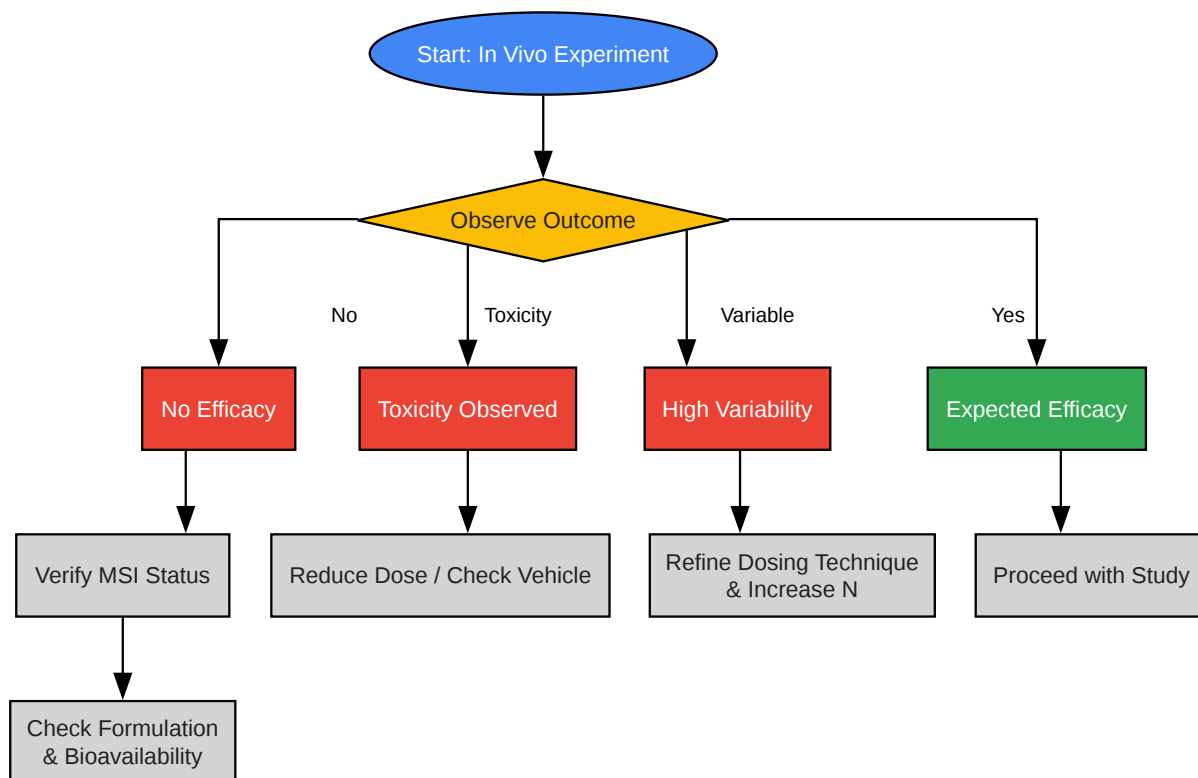 Start: In Vivo Experiment
Observe Outcome
No
Toxicity
Variable
Yes
No Efficacy
Toxicity Observed
High Variability
Expected Efficacy
Verify MSI Status
Reduce Dose / Check Vehicle
Refine Dosing Technique
& Increase N
Proceed with Study
Check Formulation
& Bioavailability